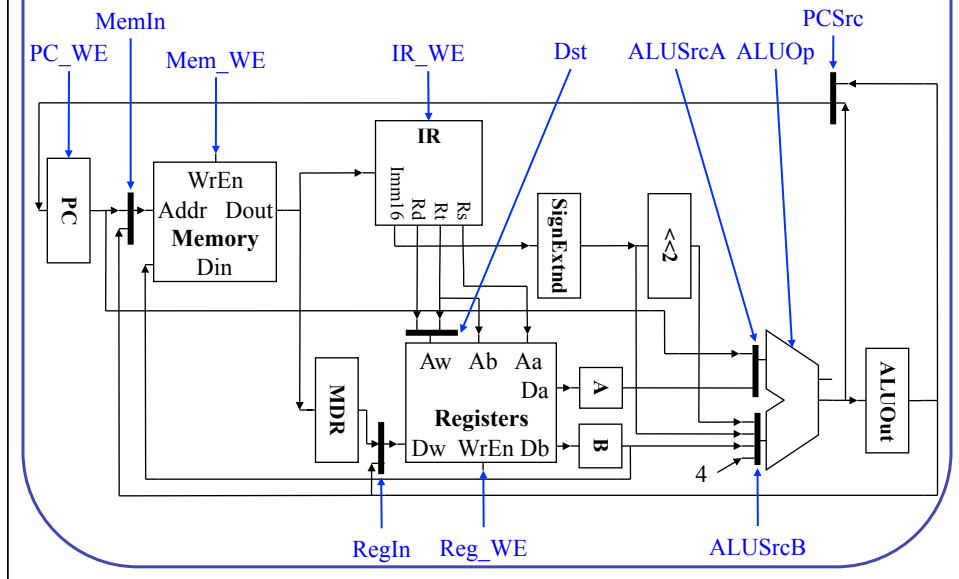 MemIn
PCSrc
PC_WE
Mem_WE
IR_WE
Dst
ALUSrcA
ALUOp
IR
Imm16
Rd
Rt
Rs
PC
WrEn
Addr Dout
Memory
Din
SignExtnd
<<2
MDR
Aw Ab Aa
Da
Registers
Dw WrEn Db
A
B
4
ALUOut
RegIn
Reg_WE
ALUSrcB